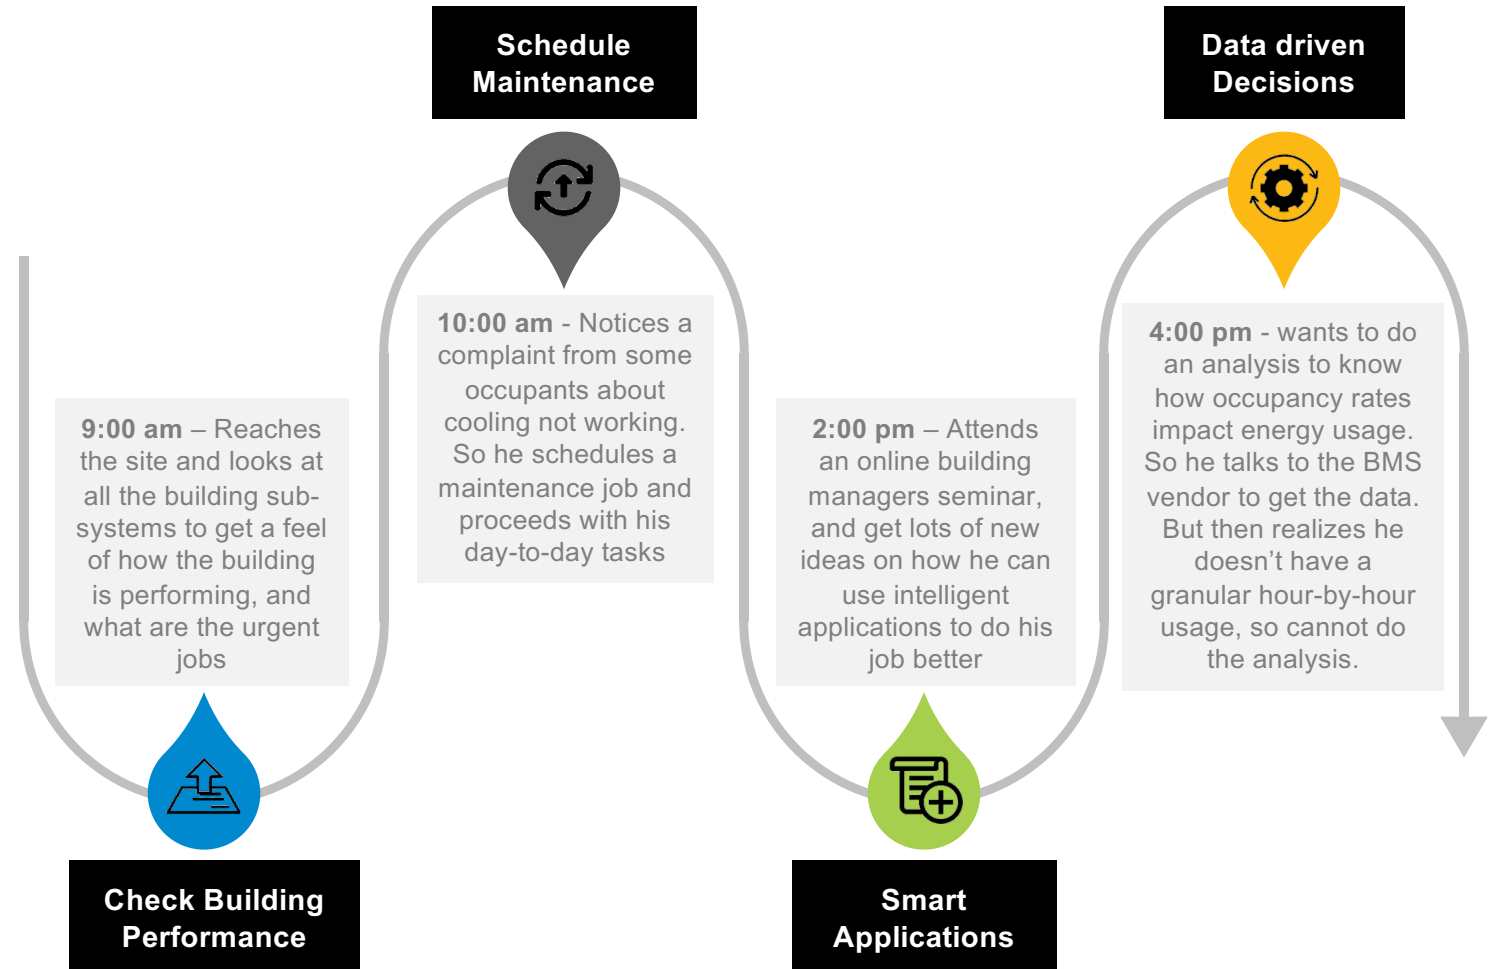 Schedule
Maintenance
Data driven
Decisions
10:00 am - Notices a
complaint from some
occupants about
cooling not working.
So he schedules a
maintenance job and
proceeds with his
day-to-day tasks
4:00 pm - wants to do
an analysis to know
how occupancy rates
impact energy usage.
So he talks to the BMS
vendor to get the data.
But then realizes he
doesn’t have a
granular hour-by-hour
usage, so cannot do
the analysis.
9:00 am – Reaches
the site and looks at
all the building sub-
systems to get a feel
of how the building
is performing, and
what are the urgent
jobs
2:00 pm – Attends
an online building
managers seminar,
and get lots of new
ideas on how he can
use intelligent
applications to do his
job better
Check Building
Performance
Smart
Applications